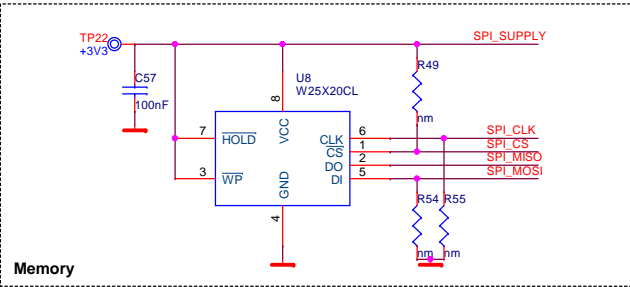 TP22
+3V3
SPI_SUPPLY
C57
100nF
U8
W25X20CL
R49
nm
8
VCC
7
HOLD
CLK
6
SPI_CLK
CS
1
SPI_CS
DO
2
SPI_MISO
3
WP
DI
5
SPI_MOSI
GND
4
R54
R55
nm
nm
Memory